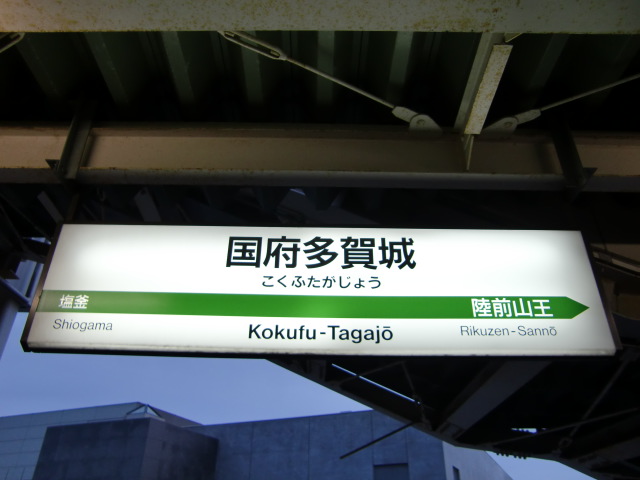 国府多賀城
こくふたがじょう
塩釜
陸前山王
Shiogama
Kokufu-Tagajō
Rikuzen-Sannō